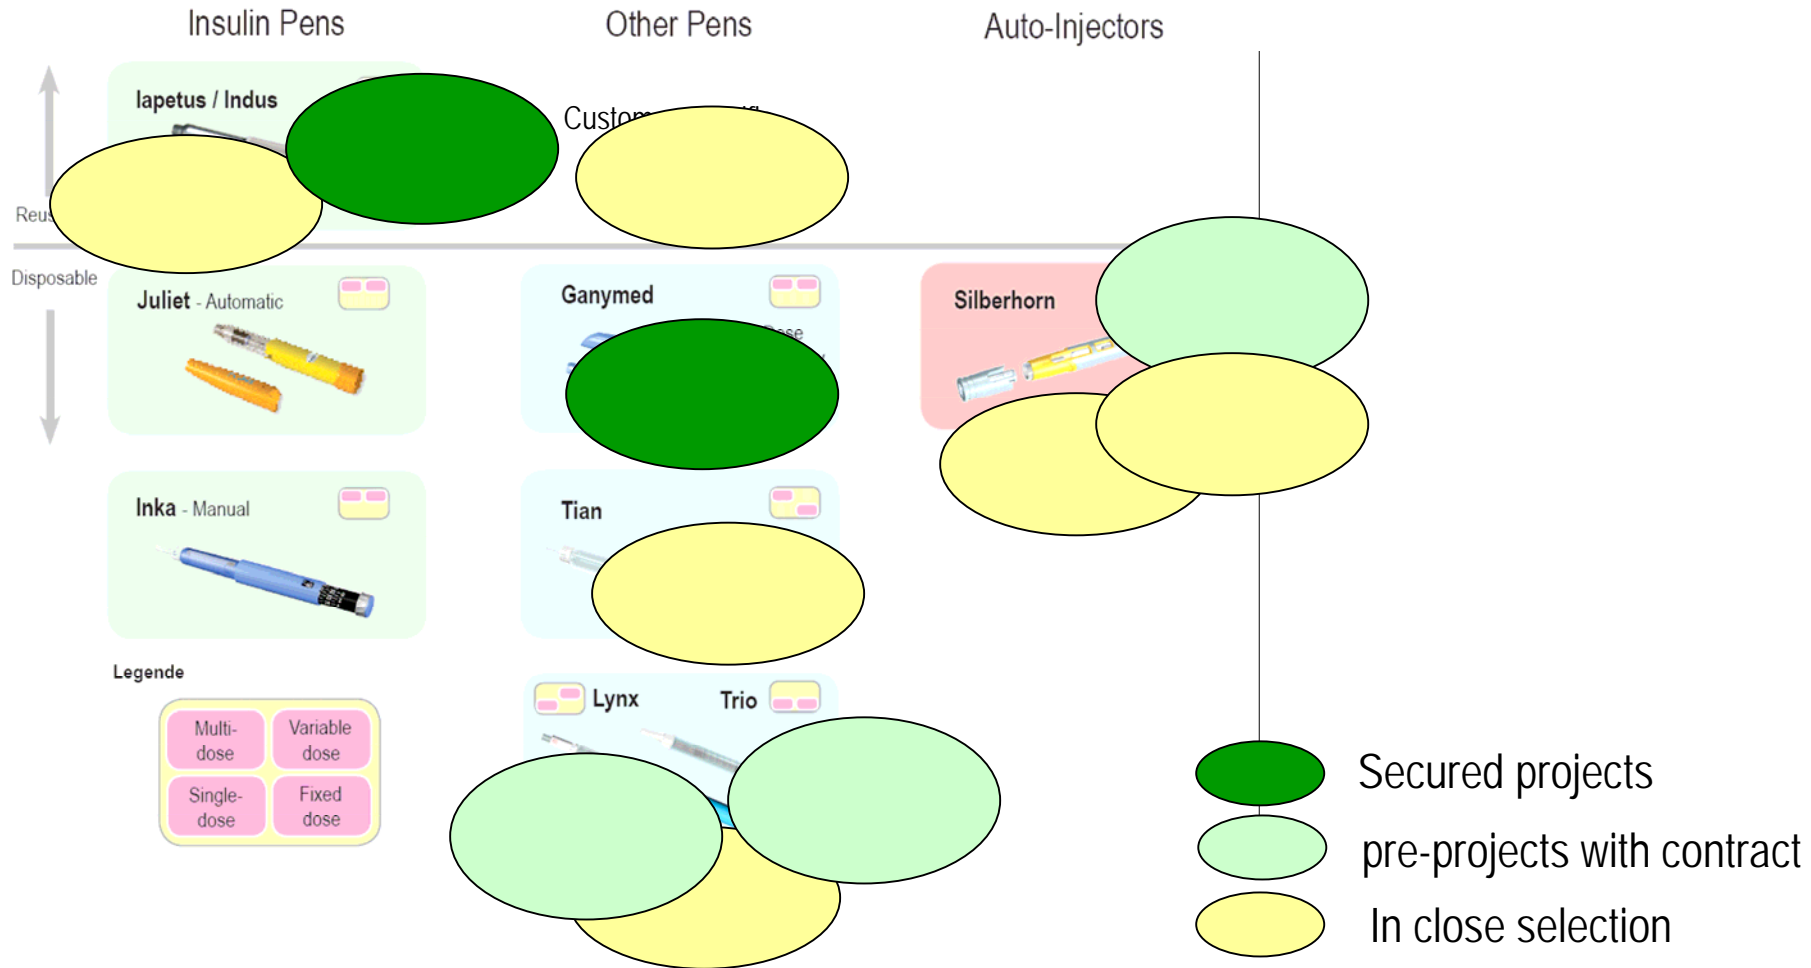 Insulin Pens
Other Pens
Auto-Injectors
Iapetus / Indus
Disposable
Juliet - Automatic
Ganymed
Silberhorn
Inka - Manual
Tian
Legende
Lynx
Trio
Multi-
dose
Variable
dose
Single-
dose
Fixed
dose
Secured projects
pre-projects with contract
In close selection